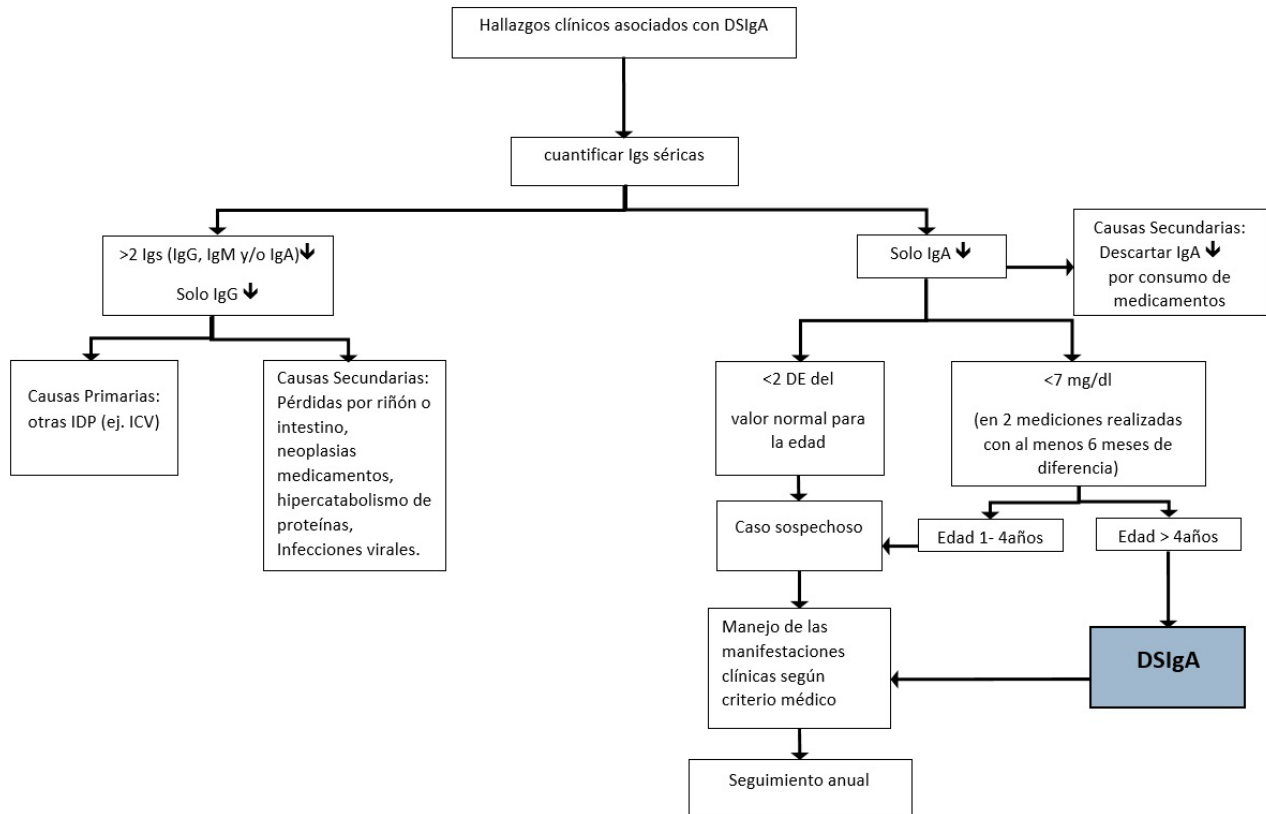 Hallazgos clínicos asociados con DSIgA
cuantificar Igs séricas
>2 Igs (IgG, IgM y/o IgA)🡻
Solo IgG 🡻
Solo IgA 🡻
Causas Secundarias:
Descartar IgA 🡻
por consumo de
medicamentos
Causas Primarias:
otras IDP (ej. ICV)
Causas Secundarias:
Pérdidas por riñón o
intestino,
neoplasias
medicamentos,
hipercatabolismo de
proteínas,
Infecciones virales.
<2 DE del
valor normal para
la edad
<7 mg/dl
(en 2 mediciones realizadas
con al menos 6 meses de
diferencia)
Caso sospechoso
Edad 1- 4años
Edad > 4años
Manejo de las
manifestaciones
clínicas según
criterio médico
DSIgA
Seguimiento anual